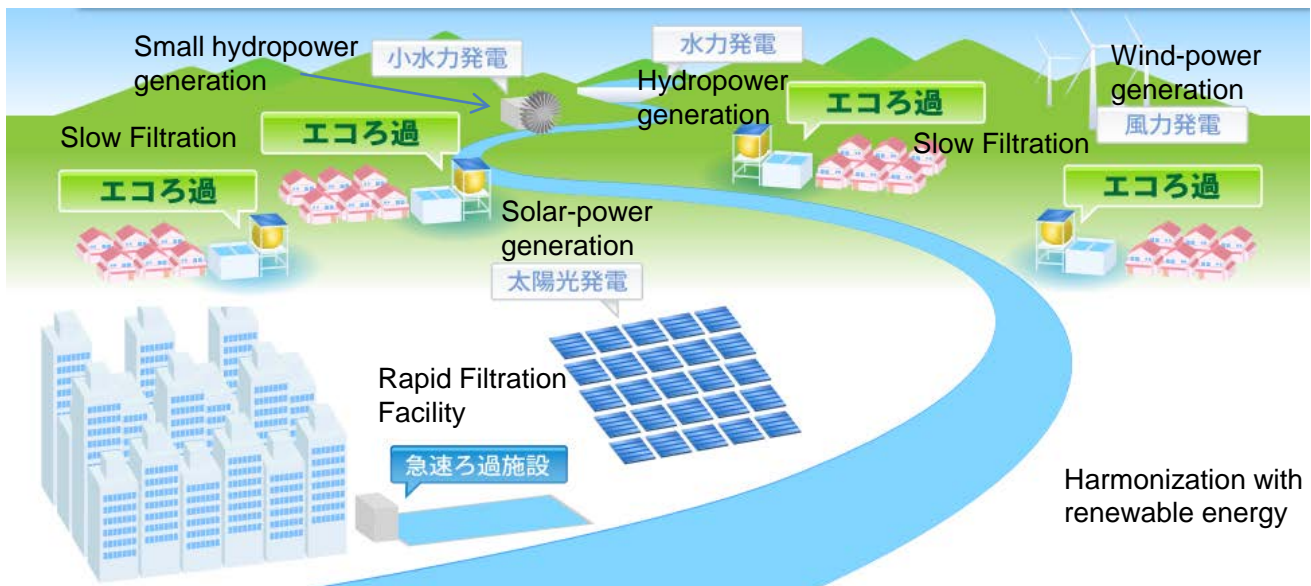 Small hydropower
generation
小水力発電
水力発電
Hydropower
generation
Wind-power
generation
風力発電
Slow Filtration
エコろ過
エコろ過
Slow Filtration
エコろ過
エコろ過
Solar-power
generation
太陽光発電
Rapid Filtration
Facility
急速ろ過施設
Harmonization with
renewable energy